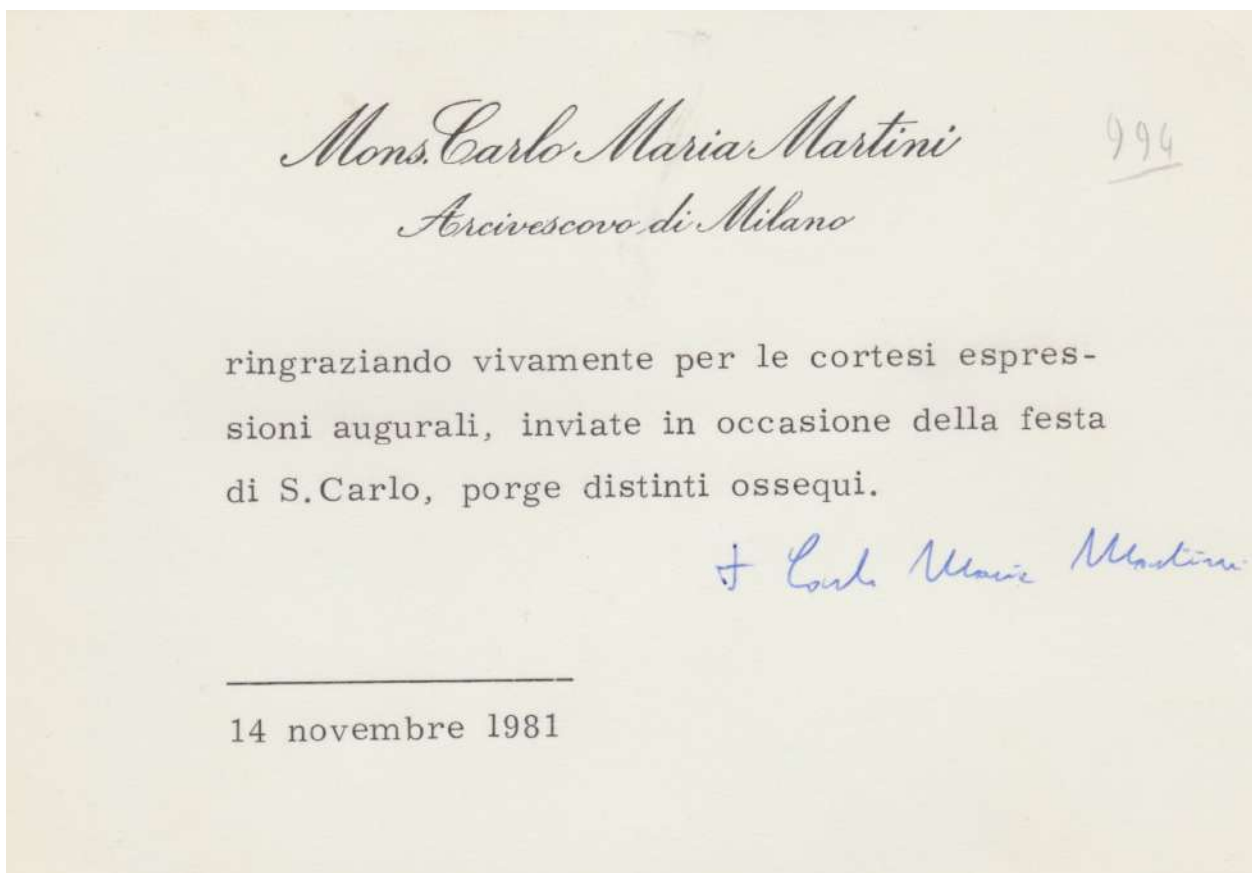 Mons. Carlo Maria Martini
994
Arcivescovo di Milano
ringraziando vivamente per le cortesi espres-
sioni augurali, inviate in occasione della festa
di S. Carlo, porge distinti ossequi.
+ Carlo Maria Martini
14 novembre 1981